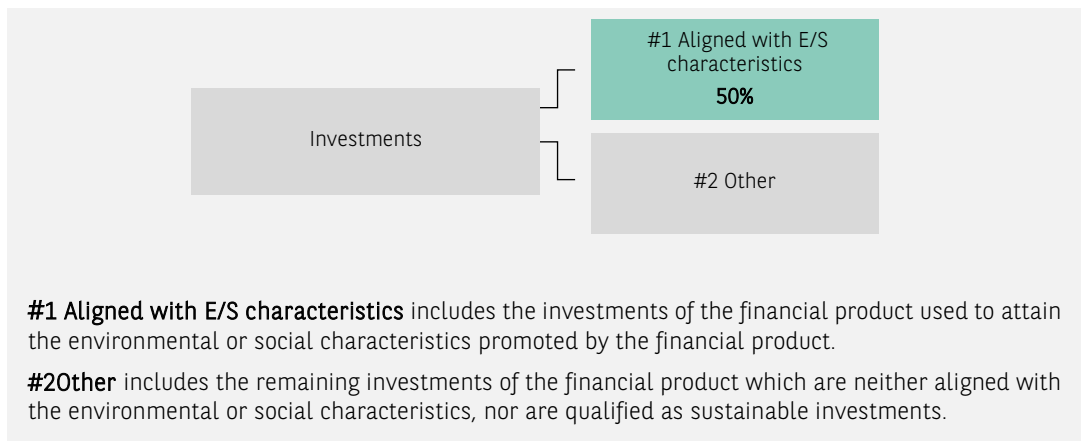 #1 Aligned with E/S
characteristics
50%
Investments
#2 Other
#1 Aligned with E/S characteristics includes the investments of the financial product used to attain
the environmental or social characteristics promoted by the financial product.
#2Other includes the remaining investments of the financial product which are neither aligned with
the environmental or social characteristics, nor are qualified as sustainable investments.